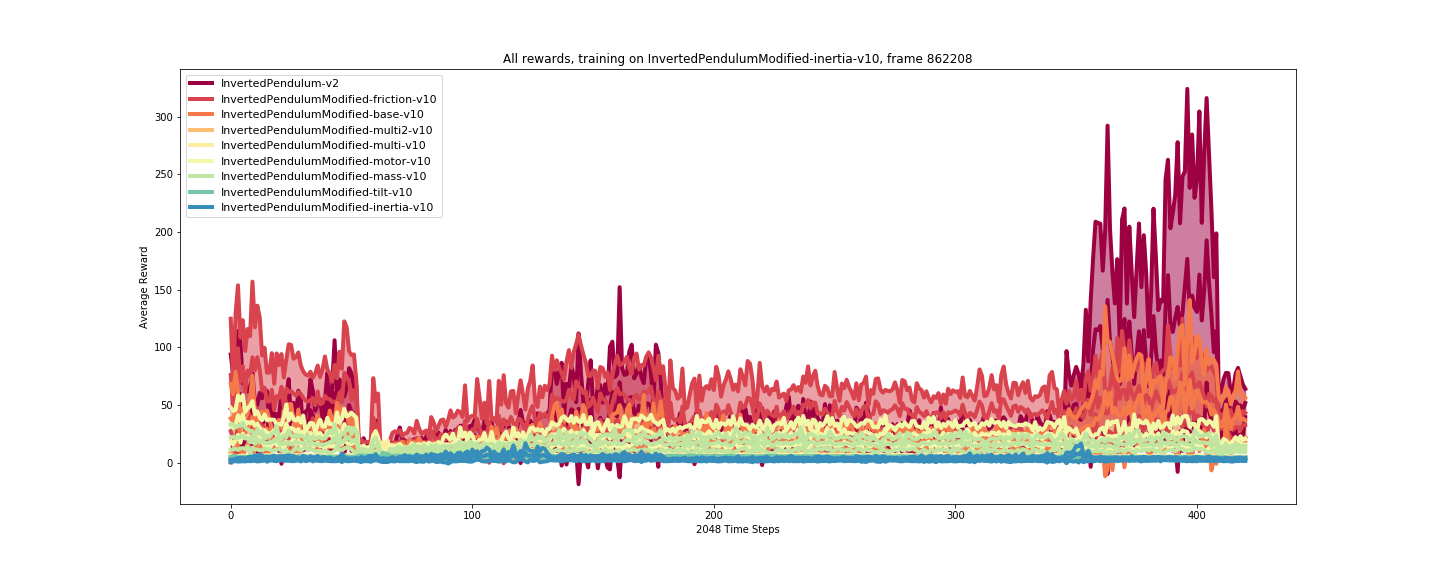 All rewards, training on InvertedPendulumModified-inertia-v10, frame 862208
InvertedPendulum-v2
InvertedPendulumModified-friction-v10
InvertedPendulumModified-base-v10
InvertedPendulumModified-multi2-v10
InvertedPendulumModified-multi-v10
InvertedPendulumModified-motor-v10
InvertedPendulumModified-mass-v10
InvertedPendulumModified-tilt-v10
InvertedPendulumModified-inertia-v10
300
250
200
150
100
50
0
Average Reward
0 100 200 300 400
2048 Time Steps